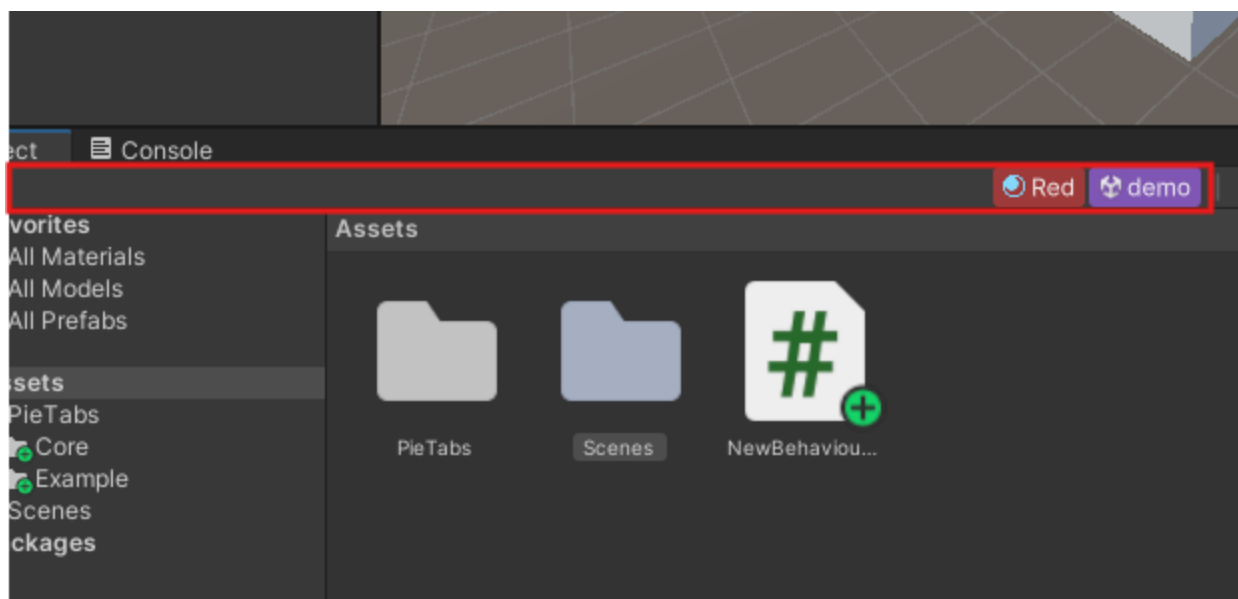 ect Console
Red demo
vorites
All Materials
All Models
All Prefabs
ssets
PieTabs
Core
Example
Scenes
ckages
Assets
#
PieTabs Scenes NewBehaviou...